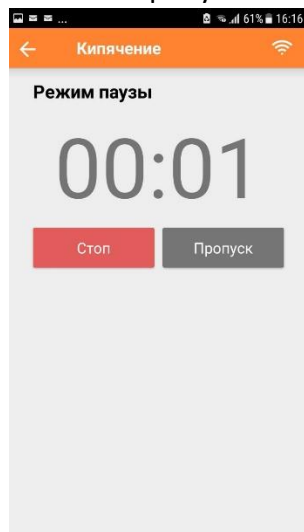 ... 61% 16:16
Кипячение
Режим паузы
00:01
Стоп Пропуск